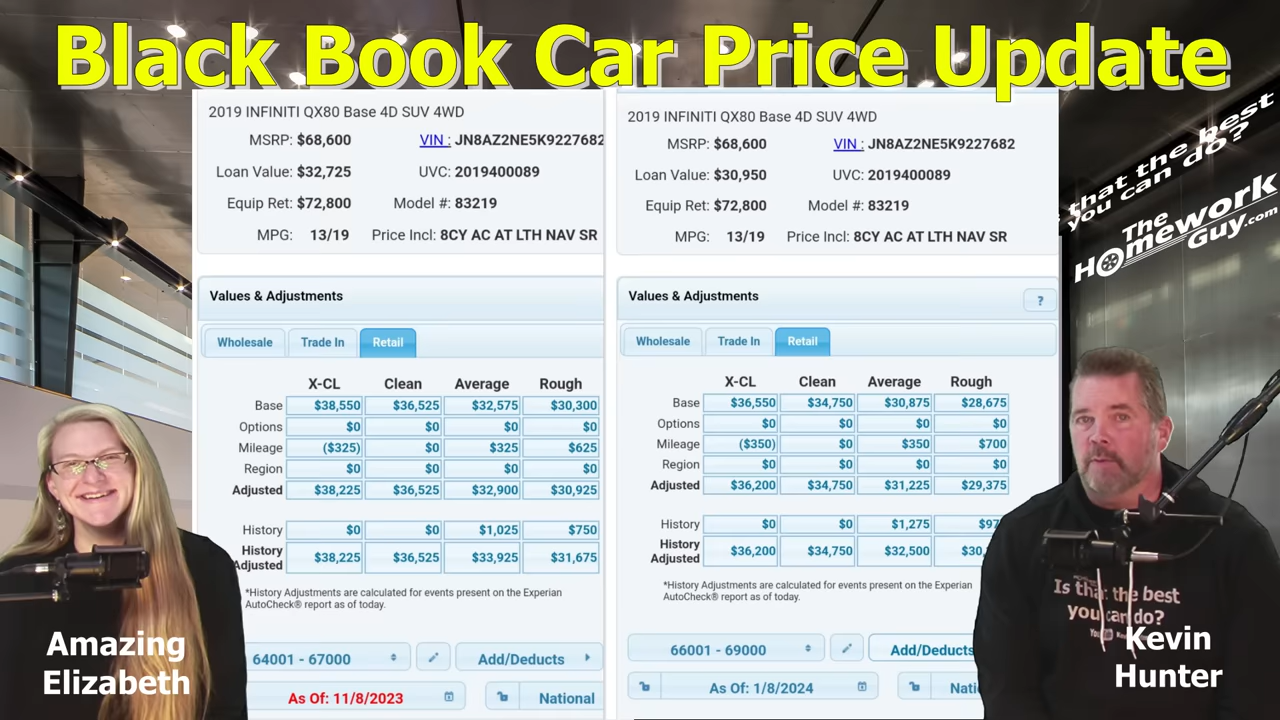 Black Book Car Price Update
2019 INFINITI QX80 Base 4D SUV 4WD
MSRP: $68,600 VIN : JN8AZ2NE5K9227682
Loan Value: $32,725 UVC: 2019400089
Equip Ret: $72,800 Model #: 83219
MPG: 13/19 Price Incl: 8CY AC AT LTH NAV SR
Values & Adjustments
Wholesale Trade In Retail
X-CL Clean Average Rough
Base $38,550 $36,525 $32,575 $30,300
Options $0 $0 $0 $0
Mileage ($325) $0 $325 $625
Region $0 $0 $0 $0
Adjusted $38,225 $36,525 $32,900 $30,925
History $0 $0 $1,025 $750
History
Adjusted $38,225 $36,525 $33,925 $31,675
*History Adjustments are calculated for events present on the Experian
AutoCheck® report as of today.
64001 - 67000 Add/Deducts
As Of: 11/8/2023 National
2019 INFINITI QX80 Base 4D SUV 4WD
MSRP: $68,600 VIN : JN8AZ2NE5K9227682
Loan Value: $30,950 UVC: 2019400089
Equip Ret: $72,800 Model #: 83219
MPG: 13/19 Price Incl: 8CY AC AT LTH NAV SR
Values & Adjustments ?
Wholesale Trade In Retail
X-CL Clean Average Rough
Base $36,550 $34,750 $30,875 $28,675
Options $0 $0 $0 $0
Mileage ($350) $0 $350 $700
Region $0 $0 $0 $0
Adjusted $36,200 $34,750 $31,225 $29,375
History $0 $0 $1,275
History
Adjusted $36,200 $34,750 $32,500
*History Adjustments are calculated for events present on the Experian
AutoCheck® report as of today.
66001 - 69000 Add/Deducts
As Of: 1/8/2024
that the best
you can do?
The
Homework
Guy.com
Is that the best
you can do?
Amazing
Elizabeth
Kevin
Hunter